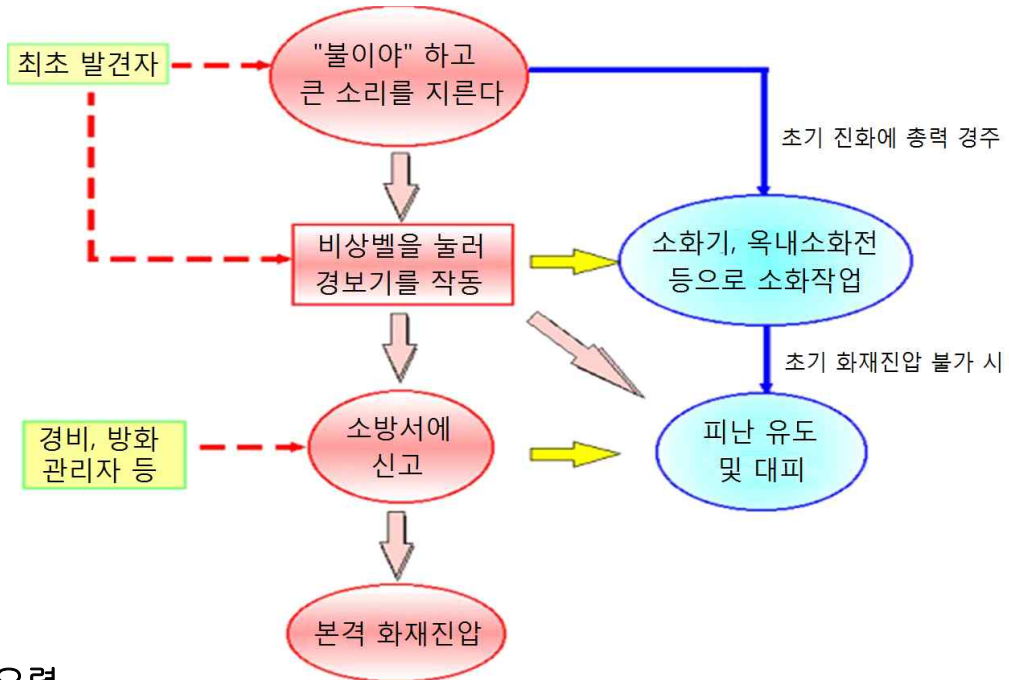 "불이야" 하고
최초 발견자
큰 소리를 지른다
초기 진화에 총력 경주
비상벨을 눌러
경보기를 작동
소화기, 옥내소화전
등으로 소화작업
초기 화재진압 불가 시
경비, 방화
관리자 등
소방서에
신고
피난 유도
및 대피
본격 화재진압